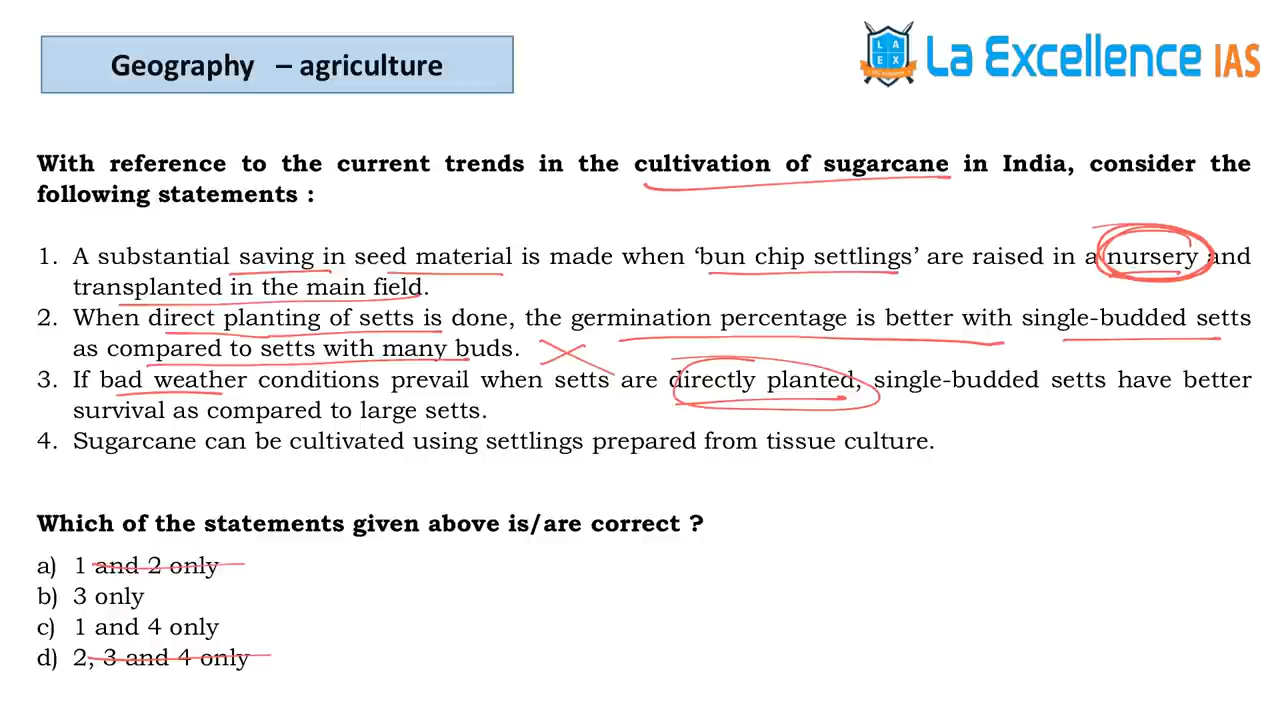 Geography – agriculture
L A
E X
La Excellence IAS
With reference to the current trends in the cultivation of sugarcane in India, consider the
following statements :
1. A substantial saving in seed material is made when ‘bun chip settlings’ are raised in a nursery and
transplanted in the main field.
2. When direct planting of setts is done, the germination percentage is better with single-budded setts
as compared to setts with many buds.
3. If bad weather conditions prevail when setts are directly planted, single-budded setts have better
survival as compared to large setts.
4. Sugarcane can be cultivated using settlings prepared from tissue culture.
Which of the statements given above is/are correct ?
a) 1 and 2 only
b) 3 only
c) 1 and 4 only
d) 2, 3 and 4 only